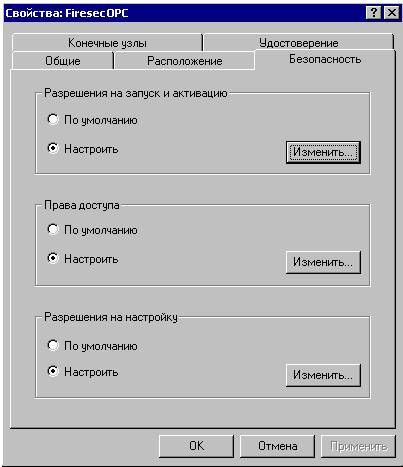 Свойства: FiresecOPC
Конечные узлы
Удостоверение
Общие
Расположение
Безопасность
Разрешения на запуск и активацию
По умолчанию
Настроить
Изменить...
Права доступа
По умолчанию
Настроить
Изменить...
Разрешения на настройку
По умолчанию
Настроить
Изменить...
OK
Отмена
Применить